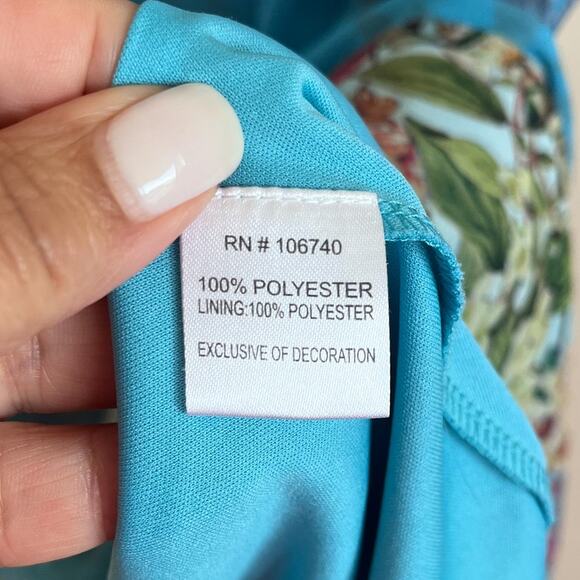 RN # 106740
100% POLYESTER
LINING:100% POLYESTER
EXCLUSIVE OF DECORATION